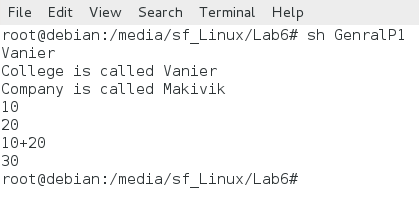 File Edit View Search Terminal Help
root@debian:/media/sf_Linux/Lab6# sh GenralP1
Vanier
College is called Vanier
Company is called Makivik
10
20
10+20
30
root@debian:/media/sf_Linux/Lab6#